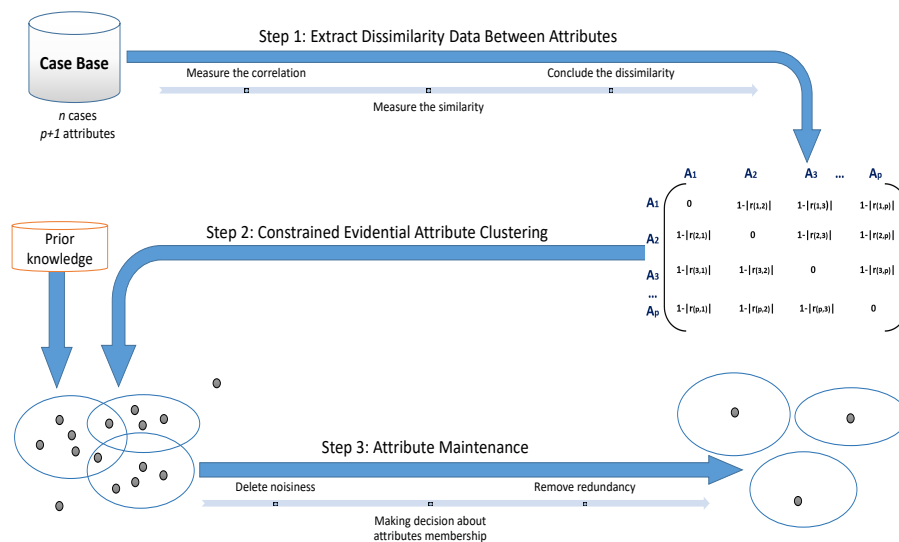 Step 1: Extract Dissimilarity Data Between Attributes
Case Base
Measure the correlation
Conclude the dissimilarity
Measure the similarity
n cases
p+1 attributes
A1 A2 A3 ... Ap
A1 0 1-|r(1,2)| 1-|r(1,3)| 1-|r(1,p)|
A2 1-|r(2,1)| 0 1-|r(2,3)| 1-|r(2,p)|
A3 1-|r(3,1)| 1-|r(3,2)| 0 1-|r(3,p)|
...
Ap 1-|r(p,1)| 1-|r(p,2)| 1-|r(p,3)| 0
Step 2: Constrained Evidential Attribute Clustering
Prior
knowledge
Step 3: Attribute Maintenance
Delete noisiness
Remove redundancy
Making decision about
attributes membership